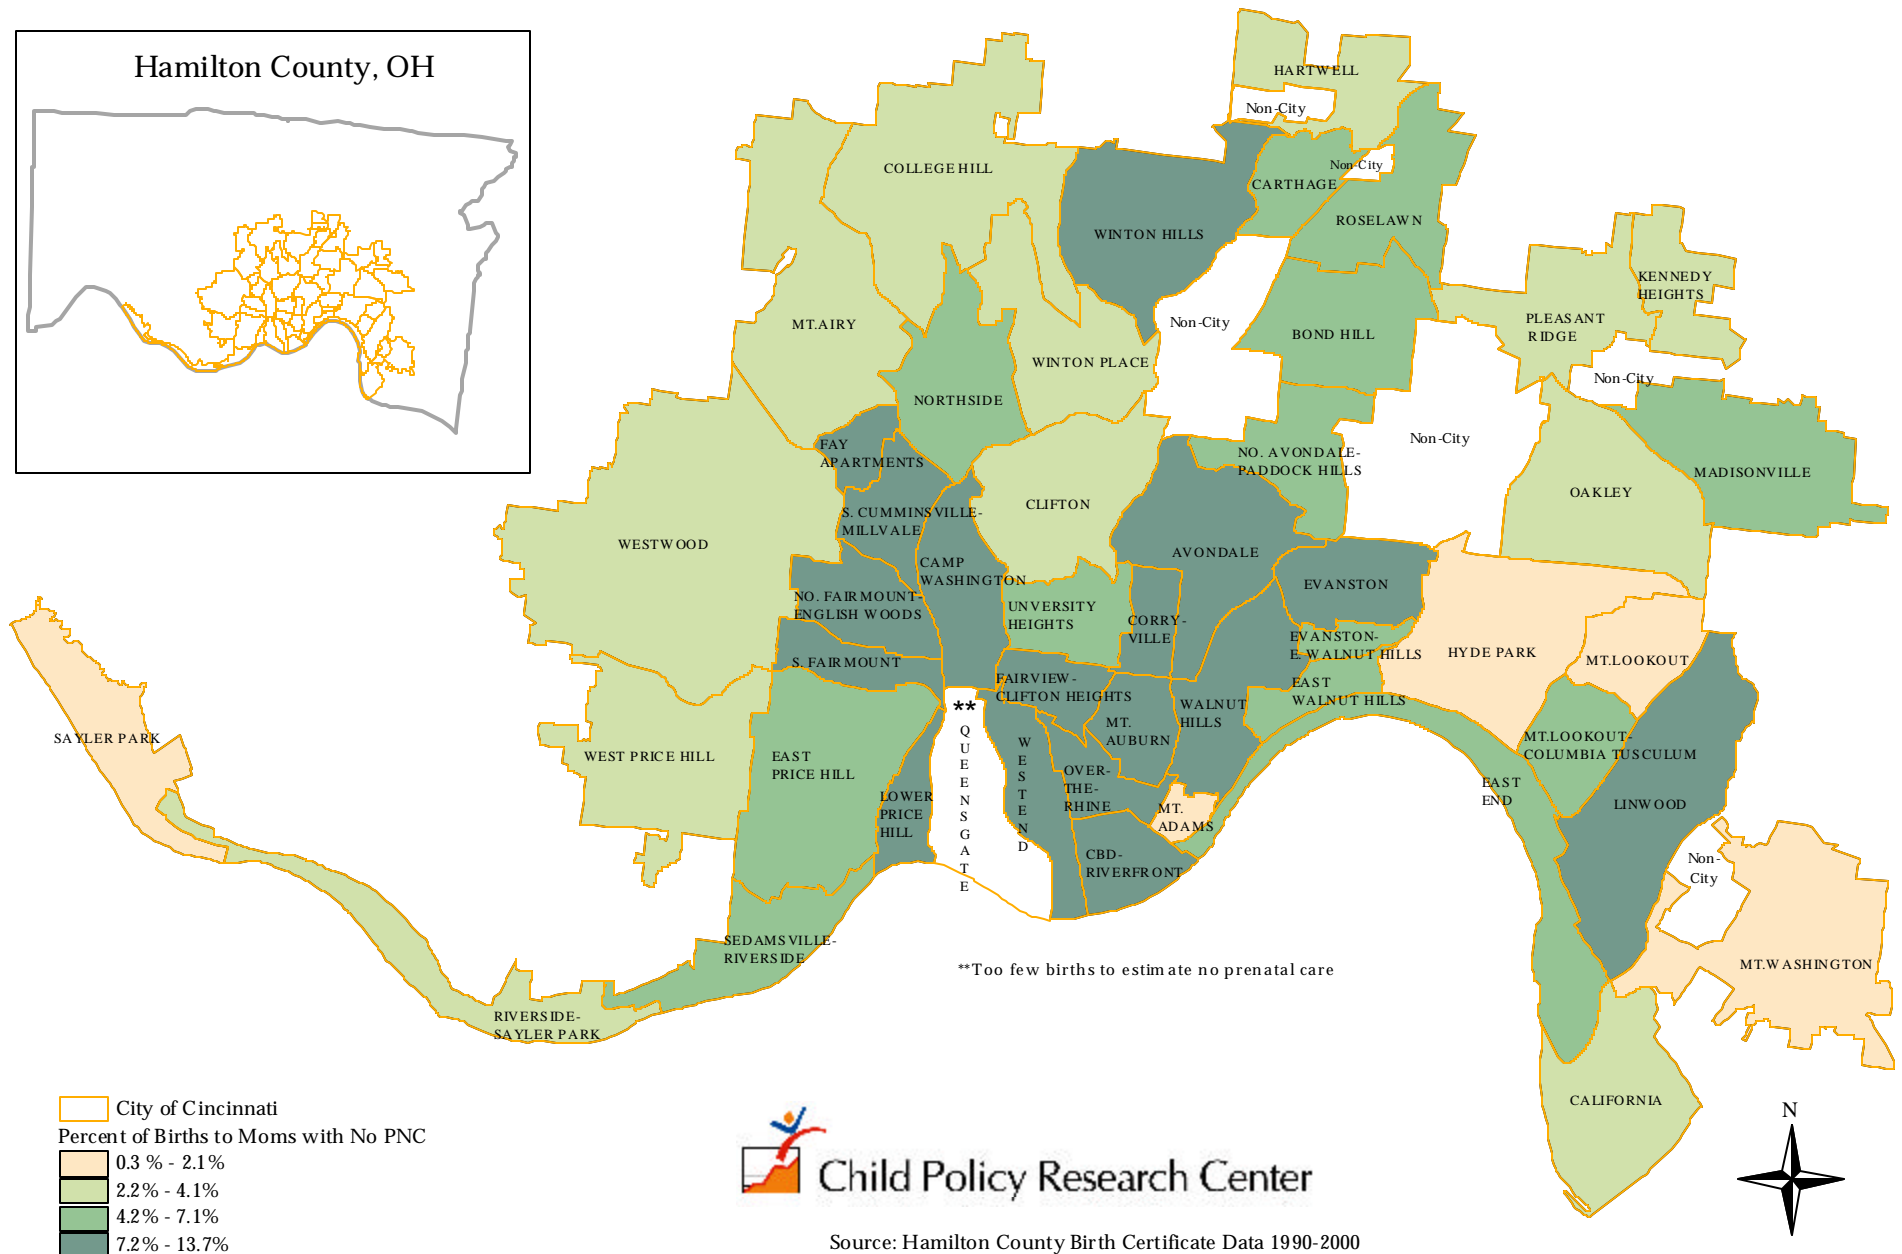 Hamilton County, OH
HARTWELL
Non-City
COLLEGE HILL
Non-City
CARTHAGE
ROSELAWN
WINTON HILLS
KENNEDY
HEIGHTS
PLEASANT
RIDGE
MT.AIRY
Non-City
BOND HILL
WINTON PLACE
Non-City
NORTHSIDE
Non-City
FAY
APARTMENTS
NO. AVONDALE-
PADDOCK HILLS
MADISONVILLE
OAKLEY
CLIFTON
S. CUMMINSVILLE-
MILLVALE
WESTWOOD
AVONDALE
CAMP
WASHINGTON
EVANSTON
NO. FAIRMOUNT-
ENGLISH WOODS
UNVERSITY
HEIGHTS
CORRY-
VILLE
EVANSTON-
E. WALNUT HILLS
HYDE PARK
MT.LOOKOUT
S. FAIRMOUNT
FAIRVIEW-
CLIFTON HEIGHTS
EAST
WALNUT HILLS
WALNUT
HILLS
**
QUEENSGATE
WEST END
MT.
AUBURN
SAYLER PARK
WEST PRICE HILL
EAST
PRICE HILL
MT.LOOKOUT-
COLUMBIA TUSCULUM
OVER-
THE-
RHINE
EAST
END
LOWER
PRICE
HILL
LINWOOD
MT.
ADAMS
CBD-
RIVERFRONT
Non-
City
SEDAMSVILLE-
RIVERSIDE
MT.WASHINGTON
**Too few births to estimate no prenatal care
RIVERSIDE-
SAYLER PARK
CALIFORNIA
N
City of Cincinnati
Percent of Births to Moms with No PNC
0.3 % - 2.1%
2.2% - 4.1%
4.2% - 7.1%
7.2% - 13.7%
Child Policy Research Center
Source: Hamilton County Birth Certificate Data 1990-2000